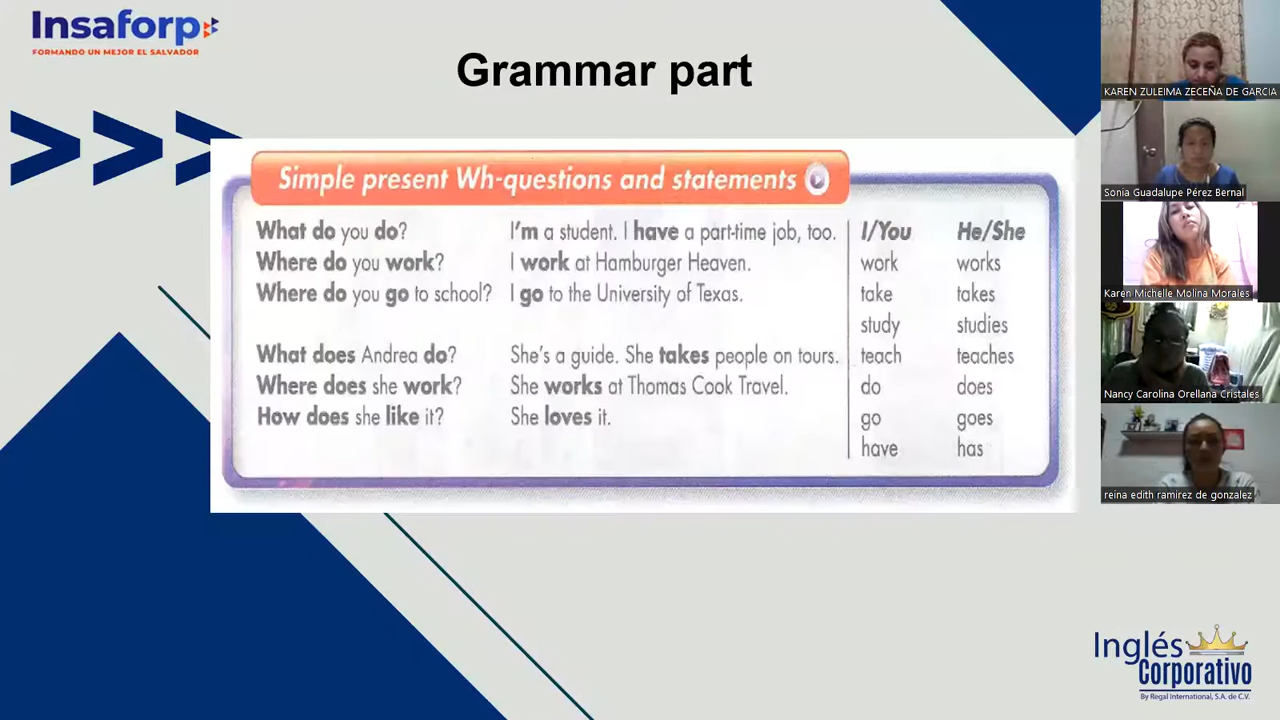 Insaforp
FORMANDO UN MEJOR EL SALVADOR
Grammar part
Simple present Wh-questions and statements
What do you do? I'm a student. I have a part-time job, too. I/You He/She
Where do you work? I work at Hamburger Heaven. work works
Where do you go to school? I go to the University of Texas. take takes
study studies
What does Andrea do? She's a guide. She takes people on tours. teach teaches
Where does she work? She works at Thomas Cook Travel. do does
How does she like it? She loves it. go goes
have has
KAREN ZULEIMA ZECEÑA DE GARCIA
Sonia Guadalupe Pérez Bernal
Karen Michelle Molina Morales
Nancy Carolina Orellana Cristales
reina edith ramirez de gonzalez
Inglés
Corporativo
By Regal International, S.A. de C.V.